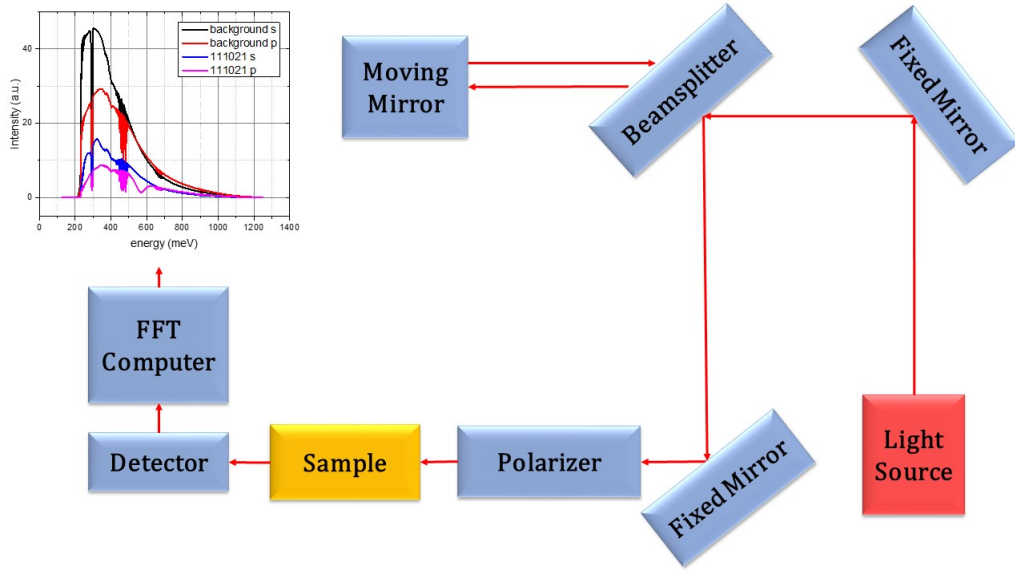 background s
background p
111021 s
111021 p
Intensity (a.u.)
40
20
0
0 200 400 600 800 1000 1200 1400
energy (meV)
Moving
Mirror
Beamsplitter
Fixed Mirror
FFT
Computer
Detector
Sample
Polarizer
Fixed Mirror
Light
Source